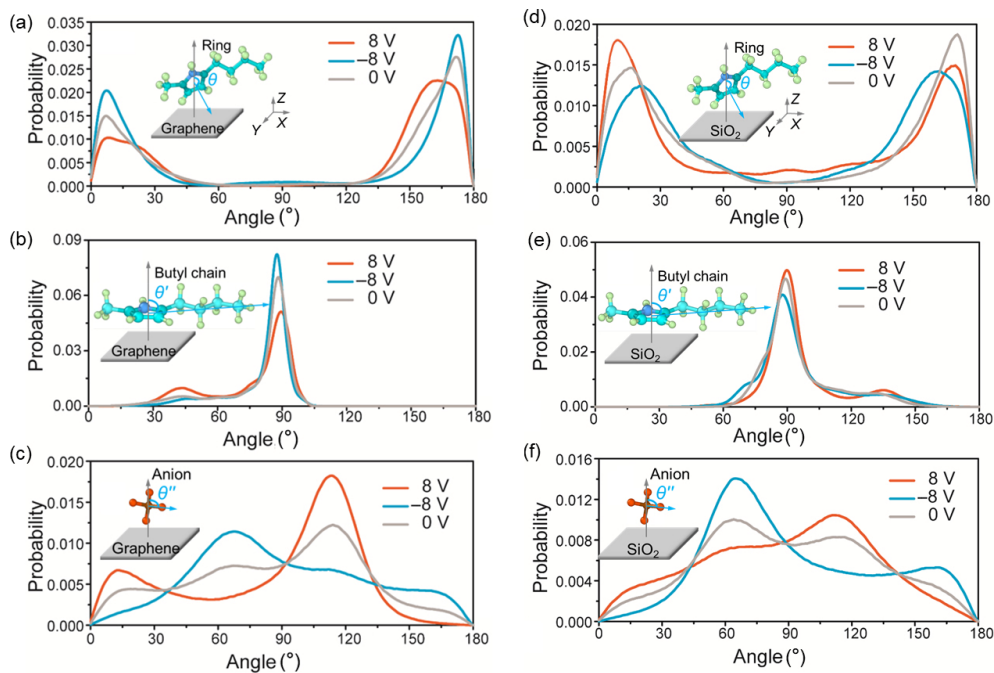 (a)
Probability
0.035
0.030
0.025
0.020
0.015
0.010
0.005
0.000
Ring
θ
Graphene
Z
Y
X
8 V
−8 V
0 V
0
30
60
90
120
150
180
Angle (°)
(d)
Probability
0.020
0.015
0.010
0.005
0.000
Ring
θ
SiO₂
Z
Y
X
8 V
−8 V
0 V
0
30
60
90
120
150
180
Angle (°)
(b)
Probability
0.09
0.06
0.03
0.00
Butyl chain
θ'
Graphene
8 V
−8 V
0 V
0
30
60
90
120
150
180
Angle (°)
(e)
Probability
0.06
0.04
0.02
0.00
Butyl chain
θ'
SiO₂
8 V
−8 V
0 V
0
30
60
90
120
150
180
Angle (°)
(c)
Probability
0.020
0.015
0.010
0.005
0.000
Anion
θ''
Graphene
8 V
−8 V
0 V
0
30
60
90
120
150
180
Angle (°)
(f)
Probability
0.016
0.012
0.008
0.004
0.000
Anion
θ''
SiO₂
8 V
−8 V
0 V
0
30
60
90
120
150
180
Angle (°)